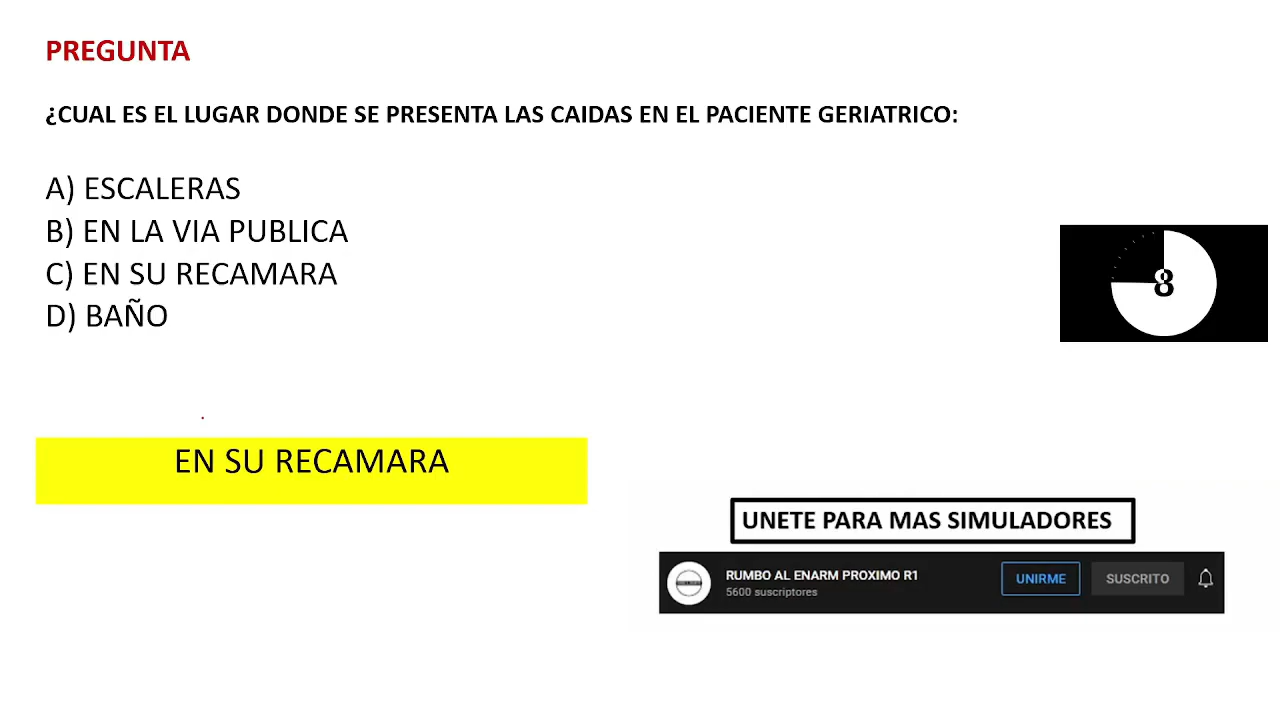 PREGUNTA
¿CUAL ES EL LUGAR DONDE SE PRESENTA LAS CAIDAS EN EL PACIENTE GERIATRICO:
A) ESCALERAS
B) EN LA VIA PUBLICA
C) EN SU RECAMARA
D) BAÑO
8
EN SU RECAMARA
UNETE PARA MAS SIMULADORES
RUMBO AL ENARM PROXIMO R1
5600 suscriptores
UNIRME
SUSCRITO